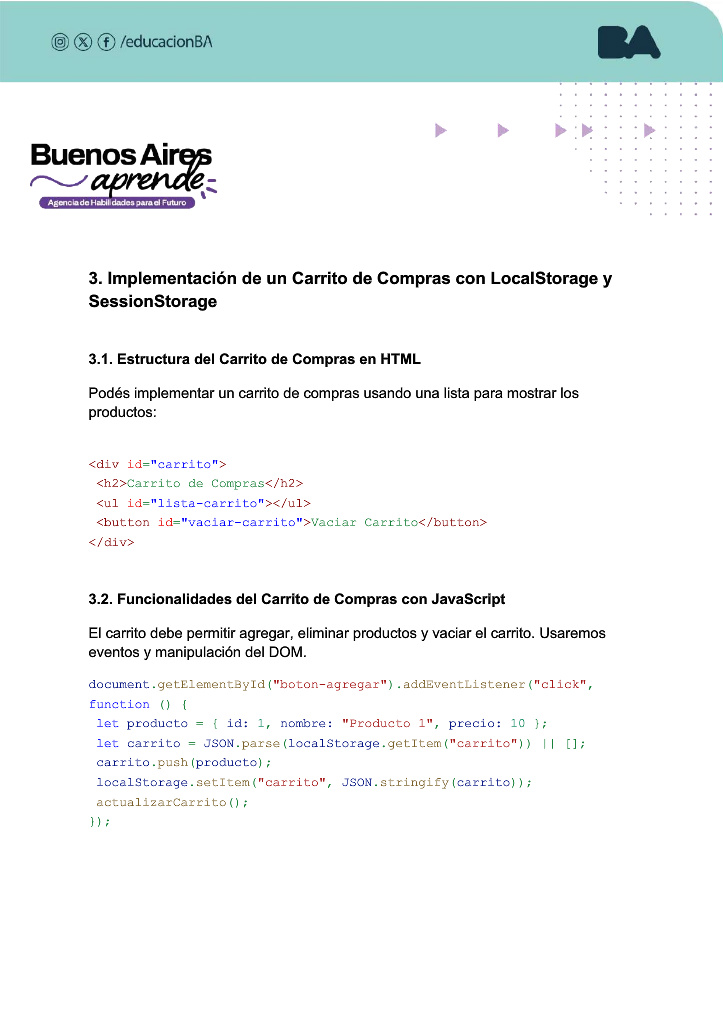 /educacionBA
BA
Buenos Aires
aprende
Agencia de Habilidades para el Futuro
3. Implementación de un Carrito de Compras con LocalStorage y
SessionStorage
3.1. Estructura del Carrito de Compras en HTML
Podés implementar un carrito de compras usando una lista para mostrar los
productos:
<div id="carrito">
<h2>Carrito de Compras</h2>
<ul id="lista-carrito"></ul>
<button id="vaciar-carrito">Vaciar Carrito</button>
</div>
3.2. Funcionalidades del Carrito de Compras con JavaScript
El carrito debe permitir agregar, eliminar productos y vaciar el carrito. Usaremos
eventos y manipulación del DOM.
document.getElementById("boton-agregar").addEventListener("click",
function () {
let producto = { id: 1, nombre: "Producto 1", precio: 10 };
let carrito = JSON.parse(localStorage.getItem("carrito")) || [];
carrito.push(producto);
localStorage.setItem("carrito", JSON.stringify(carrito));
actualizarCarrito();
});